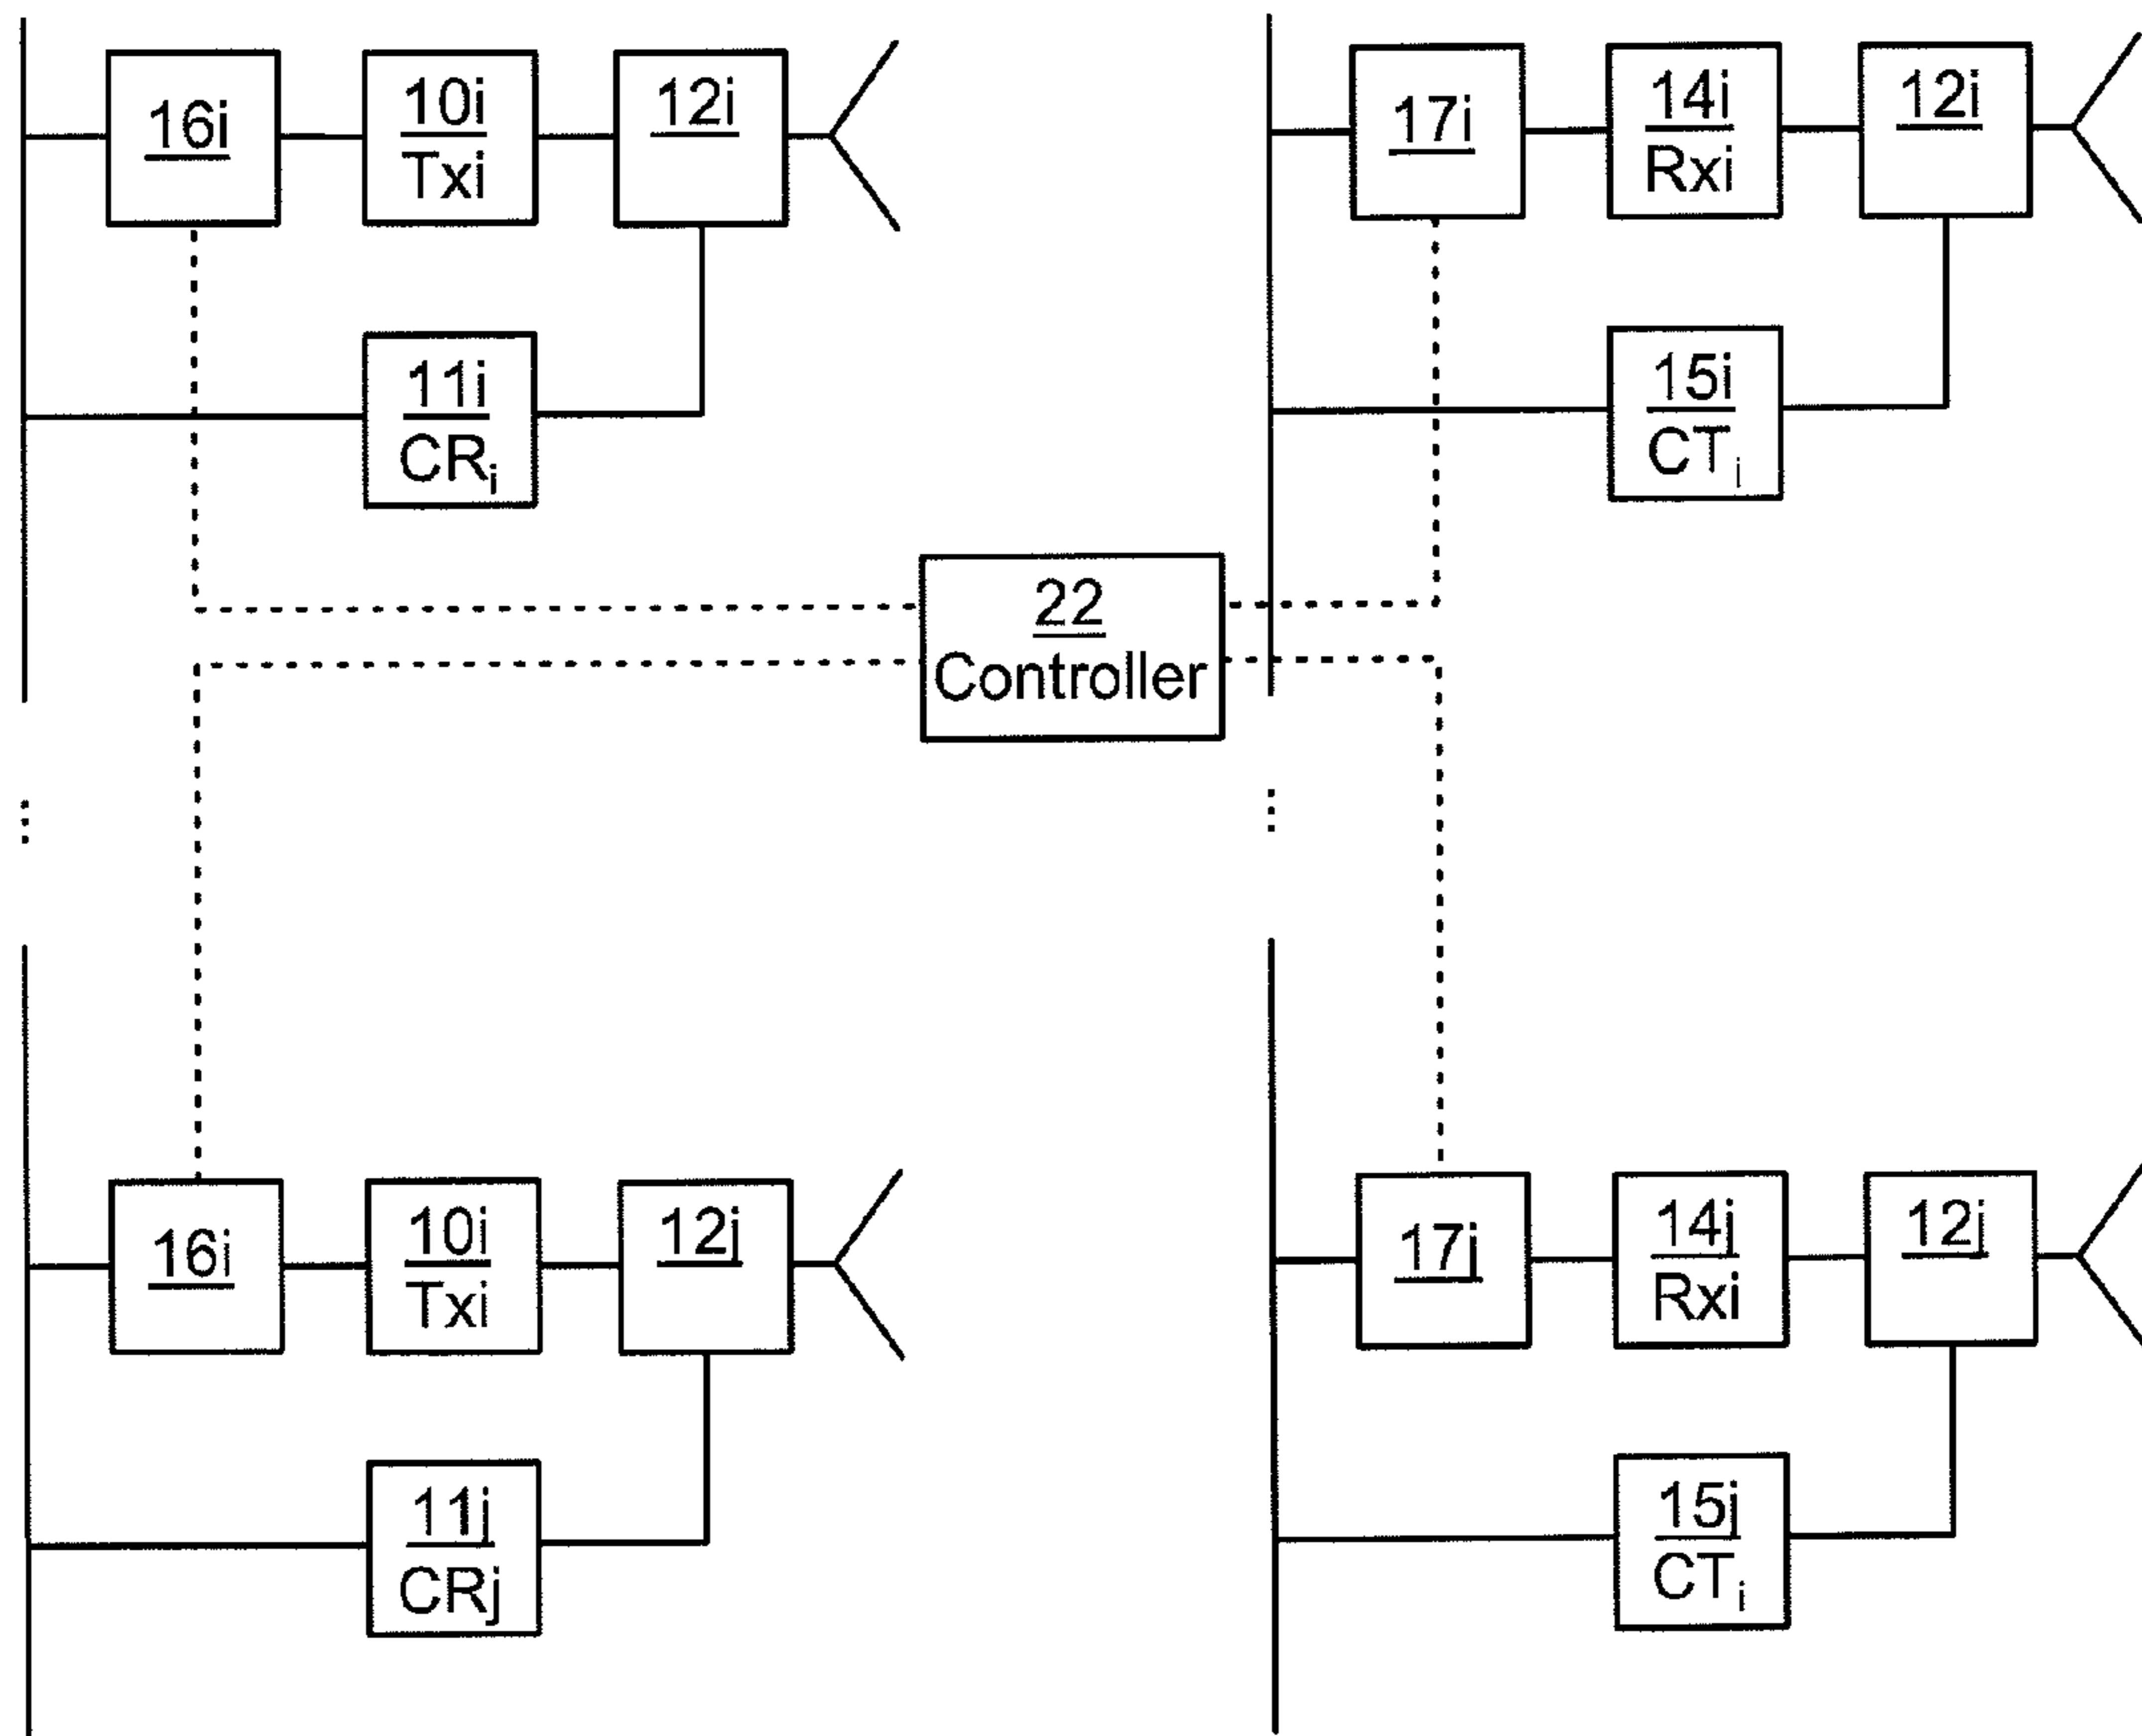 16i
10i
Txi
12i
17i
14i
Rxi
12i
11i
CRi
15i
CTi
22
Controller
16i
10i
Txi
12j
17j
14j
Rxi
12j
11j
CRj
15j
CTi